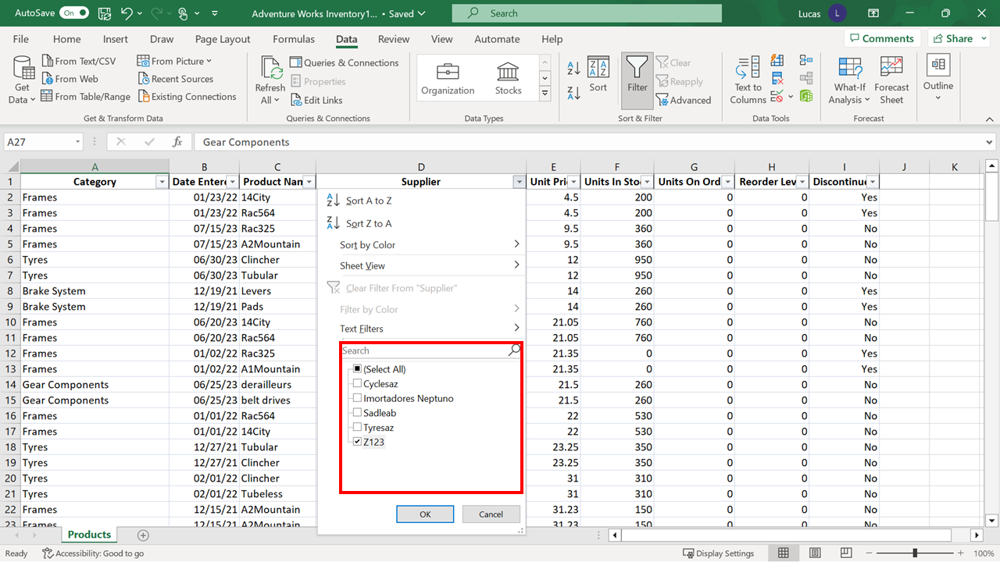 AutoSave On Adventure Works Inventory1... • Saved Search Lucas L
File Home Insert Draw Page Layout Formulas Data Review View Automate Help Comments Share
Get Data
From Text/CSV
From Web
From Table/Range
From Picture
Recent Sources
Existing Connections
Get & Transform Data
Refresh All
Queries & Connections
Properties
Edit Links
Queries & Connections
Organization Stocks
Data Types
Sort
Filter
Clear
Reapply
Advanced
Sort & Filter
Text to Columns
Data Tools
What-If Analysis
Forecast Sheet
Forecast
Outline
A27 fx Gear Components
A B C D E F G H I J K
1 Category Date Enter Product Nam Supplier Unit Pri Units In Sto Units On Ord Reorder Lev Discontinue
2 Frames 01/23/22 14City 4.5 200 0 0 Yes
3 Frames 01/23/22 Rac564 4.5 200 0 0 Yes
4 Frames 07/15/23 Rac325 9.5 360 0 0 No
5 Frames 07/15/23 A2Mountain 9.5 360 0 0 No
6 Tyres 06/30/23 Clincher 12 950 0 0 No
7 Tyres 06/30/23 Tubular 12 950 0 0 No
8 Brake System 12/19/21 Levers 14 260 0 0 Yes
9 Brake System 12/19/21 Pads 14 260 0 0 Yes
10 Frames 06/20/23 14City 21.05 760 0 0 No
11 Frames 06/20/23 Rac564 21.05 760 0 0 No
12 Frames 01/02/22 Rac325 21.35 0 0 0 Yes
13 Frames 01/02/22 A1Mountain 21.35 0 0 0 Yes
14 Gear Components 06/25/23 derailleurs 21.5 260 0 0 No
15 Gear Components 06/25/23 belt drives 21.5 260 0 0 No
16 Frames 01/01/22 Rac564 22 530 0 0 No
17 Frames 01/01/22 14City 22 530 0 0 No
18 Tyres 12/27/21 Tubular 23.25 350 0 0 No
19 Tyres 12/27/21 Clincher 23.25 350 0 0 No
20 Tyres 02/01/22 Clincher 31 310 0 0 No
21 Tyres 02/01/22 Tubeless 31 310 0 0 No
22 Frames 12/15/21 A2Mountain 31.23 150 0 0 No
23 Frames 12/15/21 A2Mountain 31.23 150 0 0 No
Sort A to Z
Sort Z to A
Sort by Color
Sheet View
Clear Filter From "Supplier"
Filter by Color
Text Filters
Search
(Select All)
Cyclesaz
Imortadores Neptuno
Sadleab
Tyresaz
Z123
OK Cancel
Products
Ready Accessibility: Good to go Display Settings 100%